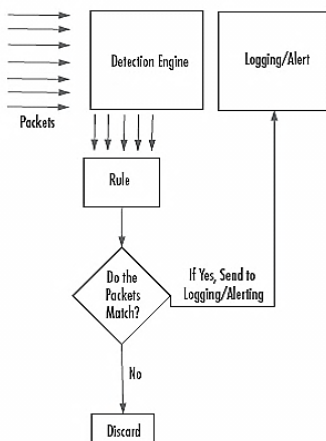 Detection Engine
Logging/Alert
Packets
Rule
Do the
Packets
Match?
If Yes, Send to
Logging/Alerting
No
Discard